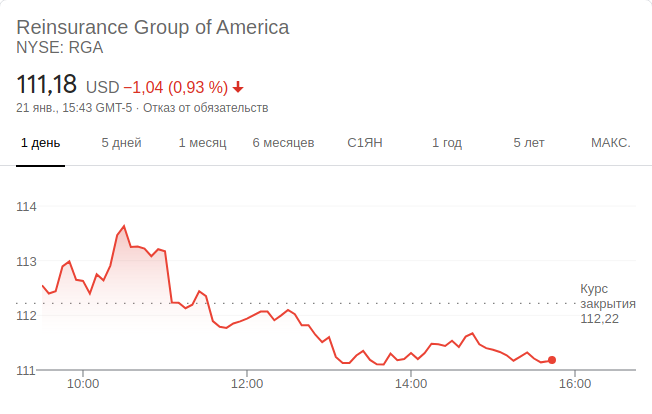 Reinsurance Group of America
NYSE: RGA
111,18 USD −1,04 (0,93 %)
21 янв., 15:43 GMT-5 · Отказ от обязательств
1 день 5 дней 1 месяц 6 месяцев С1ЯН 1 год 5 лет МАКС.
114
113
112
111
Курс
закрытия
112,22
10:00 12:00 14:00 16:00